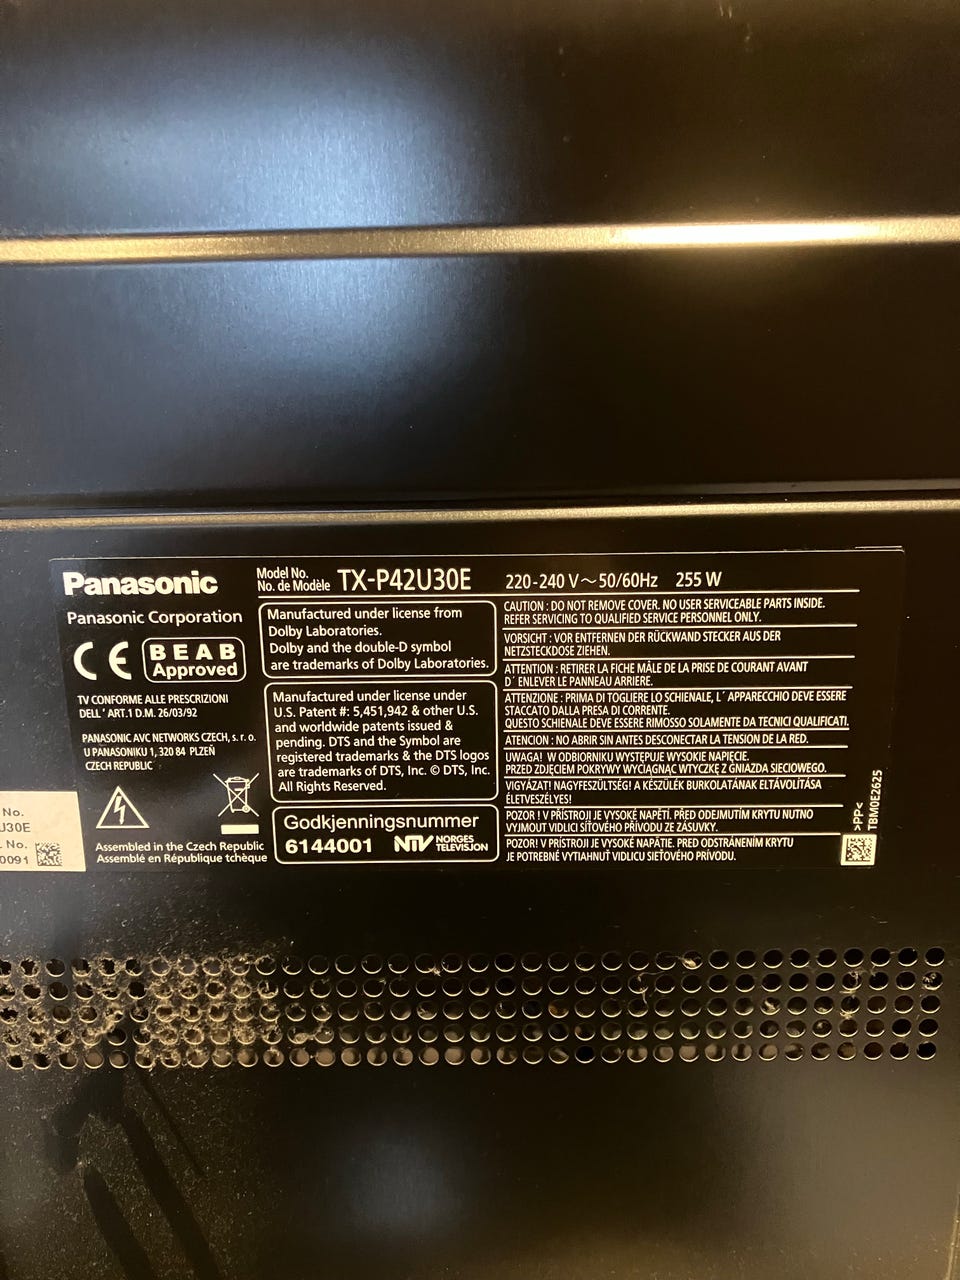 Panasonic
Model No.
No. de Modèle TX-P42U30E
220-240 V～50/60Hz 255 W
Panasonic Corporation
CE
BEAB
Approved
TV CONFORME ALLE PRESCRIZIONI
DELL ' ART.1 D.M. 26/03/92
PANASONIC AVC NETWORKS CZECH, s. r. o.
U PANASONIKU 1, 320 84 PLZEŇ
CZECH REPUBLIC
Assembled in the Czech Republic
Assemblé en République tchèque
Manufactured under license from
Dolby Laboratories.
Dolby and the double-D symbol
are trademarks of Dolby Laboratories.
Manufactured under license under
U.S. Patent #: 5,451,942 & other U.S.
and worldwide patents issued &
pending. DTS and the Symbol are
registered trademarks & the DTS logos
are trademarks of DTS, Inc. © DTS, Inc.
All Rights Reserved.
Godkjenningsnummer
6144001 NTV NORGES
TELEVISJON
CAUTION : DO NOT REMOVE COVER. NO USER SERVICEABLE PARTS INSIDE.
REFER SERVICING TO QUALIFIED SERVICE PERSONNEL ONLY.
VORSICHT : VOR ENTFERNEN DER RÜCKWAND STECKER AUS DER
NETZSTECKDOSE ZIEHEN.
ATTENTION : RETIRER LA FICHE MÂLE DE LA PRISE DE COURANT AVANT
D´ ENLEVER LE PANNEAU ARRIERE.
ATTENZIONE : PRIMA DI TOGLIERE LO SCHIENALE, L´ APPARECCHIO DEVE ESSERE
STACCATO DALLA PRESA DI CORRENTE.
QUESTO SCHIENALE DEVE ESSERE RIMOSSO SOLAMENTE DA TECNICI QUALIFICATI.
ATENCION : NO ABRIR SIN ANTES DESCONECTAR LA TENSION DE LA RED.
UWAGA! W ODBIORNIKU WYSTĘPUJE WYSOKIE NAPIĘCIE.
PRZED ZDJĘCIEM POKRYWY WYCIĄGNĄĆ WTYCZKĘ Z GNIAZDA SIECIOWEGO.
VIGYÁZAT! NAGYFESZÜLTSÉG! A KÉSZÜLÉK BURKOLATÁNAK ELTÁVOLÍTÁSA
ÉLETVESZÉLYES!
POZOR ! V PŘÍSTROJI JE VYSOKÉ NAPĚTÍ. PŘED ODEJMUTÍM KRYTU NUTNO
VYJMOUT VIDLICI SÍŤOVÉHO PŘÍVODU ZE ZÁSUVKY.
POZOR! V PRÍSTROJI JE VYSOKÉ NAPÄTIE. PRED ODSTRÁNENÍM KRYTU
JE POTREBNÉ VYTIAHNUŤ VIDLICU SIEŤOVÉHO PRÍVODU.
>PP<
TBM0E2625
No.
U30E
. No.
0091